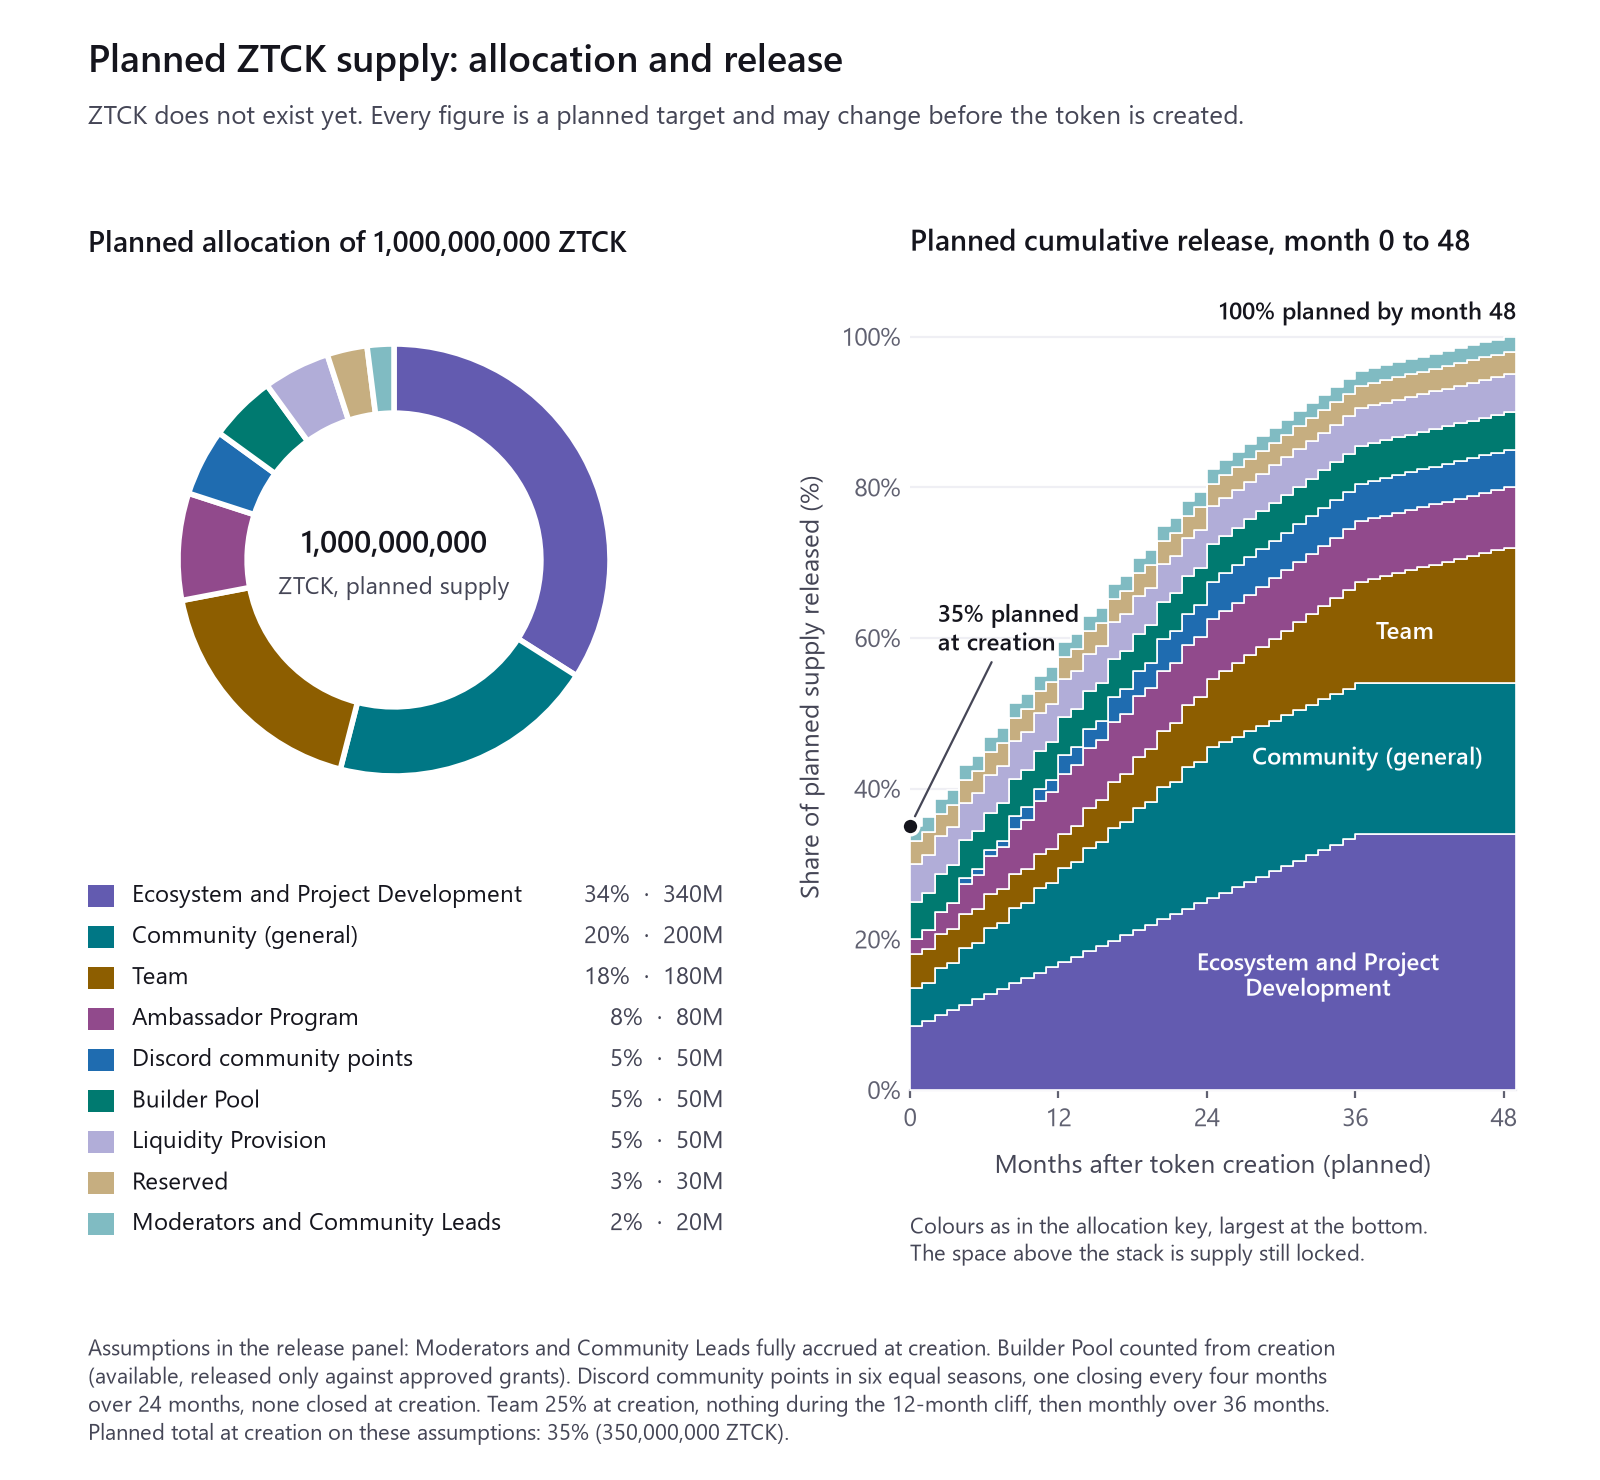 Planned ZTCK supply: allocation and release
ZTCK does not exist yet. Every figure is a planned target and may change before the token is created.
Planned allocation of 1,000,000,000 ZTCK
1,000,000,000
ZTCK, planned supply
Ecosystem and Project Development 34% · 340M
Community (general) 20% · 200M
Team 18% · 180M
Ambassador Program 8% · 80M
Discord community points 5% · 50M
Builder Pool 5% · 50M
Liquidity Provision 5% · 50M
Reserved 3% · 30M
Moderators and Community Leads 2% · 20M
Planned cumulative release, month 0 to 48
100% planned by month 48
Share of planned supply released (%)
100%
80%
60%
40%
20%
0%
35% planned
at creation
Team
Community (general)
Ecosystem and Project
Development
0 12 24 36 48
Months after token creation (planned)
Colours as in the allocation key, largest at the bottom.
The space above the stack is supply still locked.
Assumptions in the release panel: Moderators and Community Leads fully accrued at creation. Builder Pool counted from creation
(available, released only against approved grants). Discord community points in six equal seasons, one closing every four months
over 24 months, none closed at creation. Team 25% at creation, nothing during the 12-month cliff, then monthly over 36 months.
Planned total at creation on these assumptions: 35% (350,000,000 ZTCK).